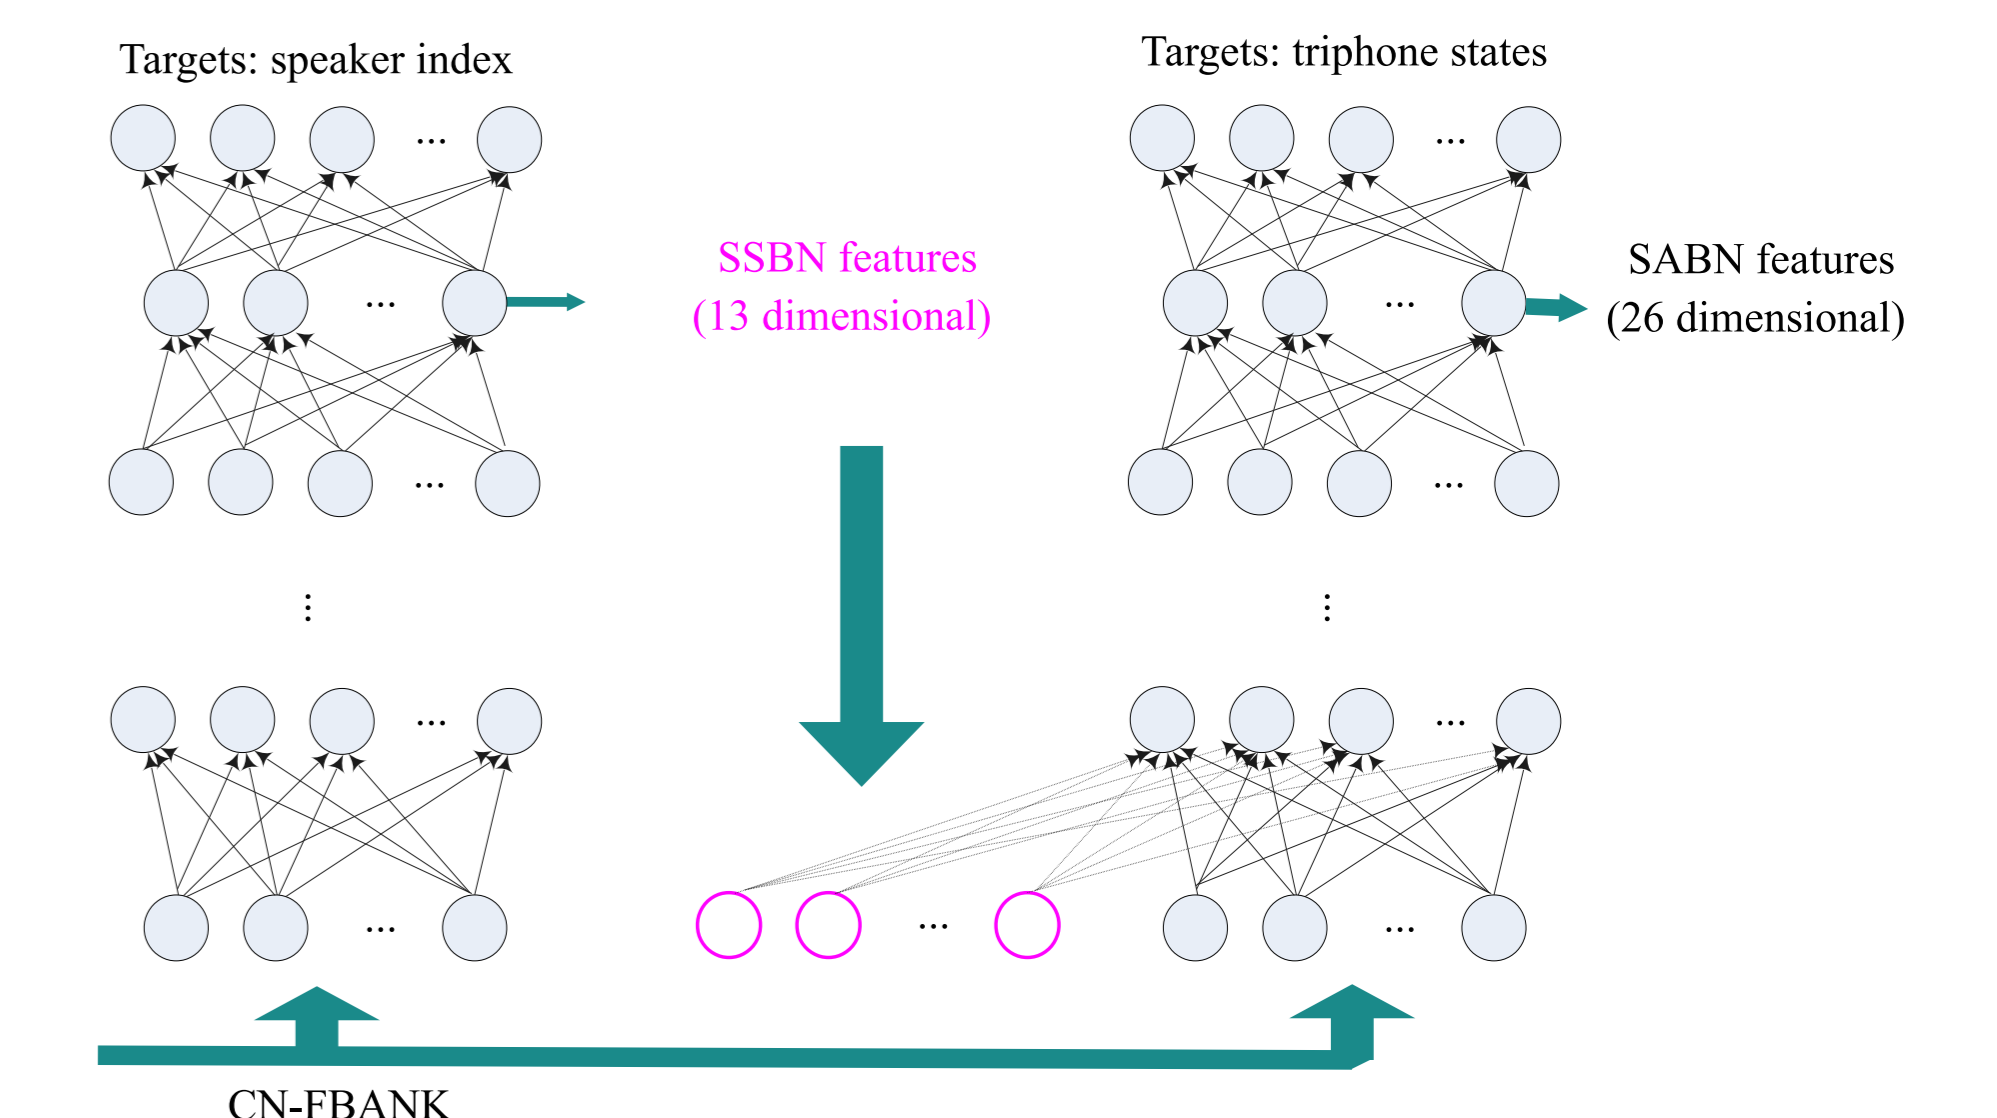 Targets: speaker index
Targets: triphone states
SSBN features
(13 dimensional)
SABN features
(26 dimensional)
CN-FBANK